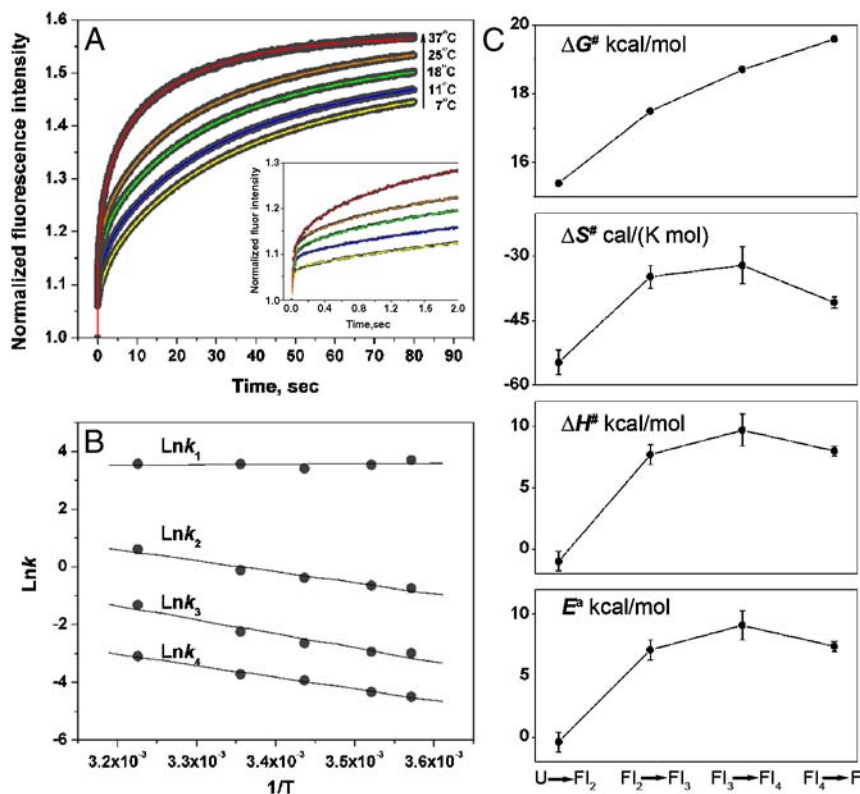 A
Normalized fluorescence intensity
1.6
1.5
1.4
1.3
1.2
1.1
1.0
37°C
25°C
18°C
11°C
7°C
Normalized fluor intensity
1.3
1.2
1.1
1.0
0.0 0.4 0.8 1.2 1.6 2.0
Time,sec
0 10 20 30 40 50 60 70 80 90
Time, sec
B
Lnk
4
2
0
-2
-4
-6
Lnk₁
Lnk₂
Lnk₃
Lnk₄
3.2x10⁻³ 3.3x10⁻³ 3.4x10⁻³ 3.5x10⁻³ 3.6x10⁻³
1/T
C
ΔG# kcal/mol
20
18
16
ΔS# cal/(K mol)
-30
-45
-60
ΔH# kcal/mol
10
5
0
Eᵃ kcal/mol
10
5
0
U→FI₂ FI₂→FI₃ FI₃→FI₄ FI₄→F